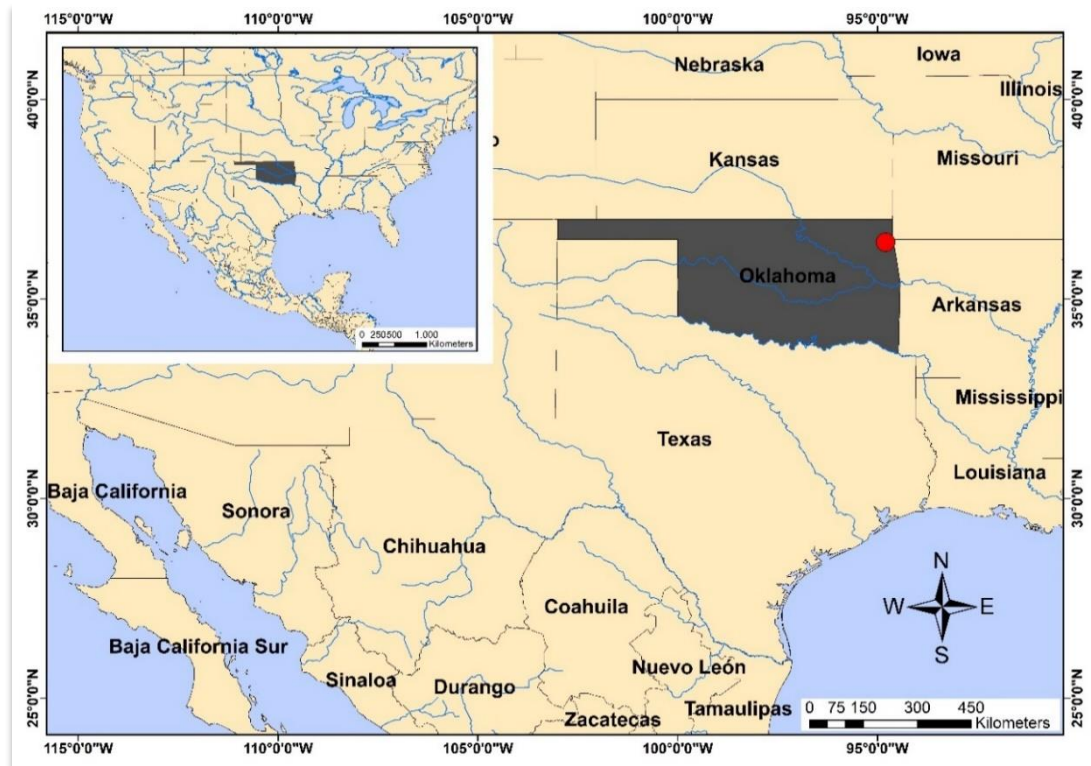 115°0'0"W 110°0'0"W 105°0'0"W 100°0'0"W 95°0'0"W
40°0'0"N
35°0'0"N
30°0'0"N
25°0'0"N
0 250500 1,000
Kilometers
Nebraska
Iowa
Illinois
Kansas
Missouri
Oklahoma
Arkansas
Mississippi
Texas
Louisiana
Baja California
Sonora
Chihuahua
Coahuila
Baja California Sur
Sinaloa
Durango
Nuevo León
Zacatecas
Tamaulipas
N
W E
S
0 75 150 300 450
Kilometers
40°0'0"N
35°0'0"N
30°0'0"N
25°0'0"N
115°0'0"W 110°0'0"W 105°0'0"W 100°0'0"W 95°0'0"W